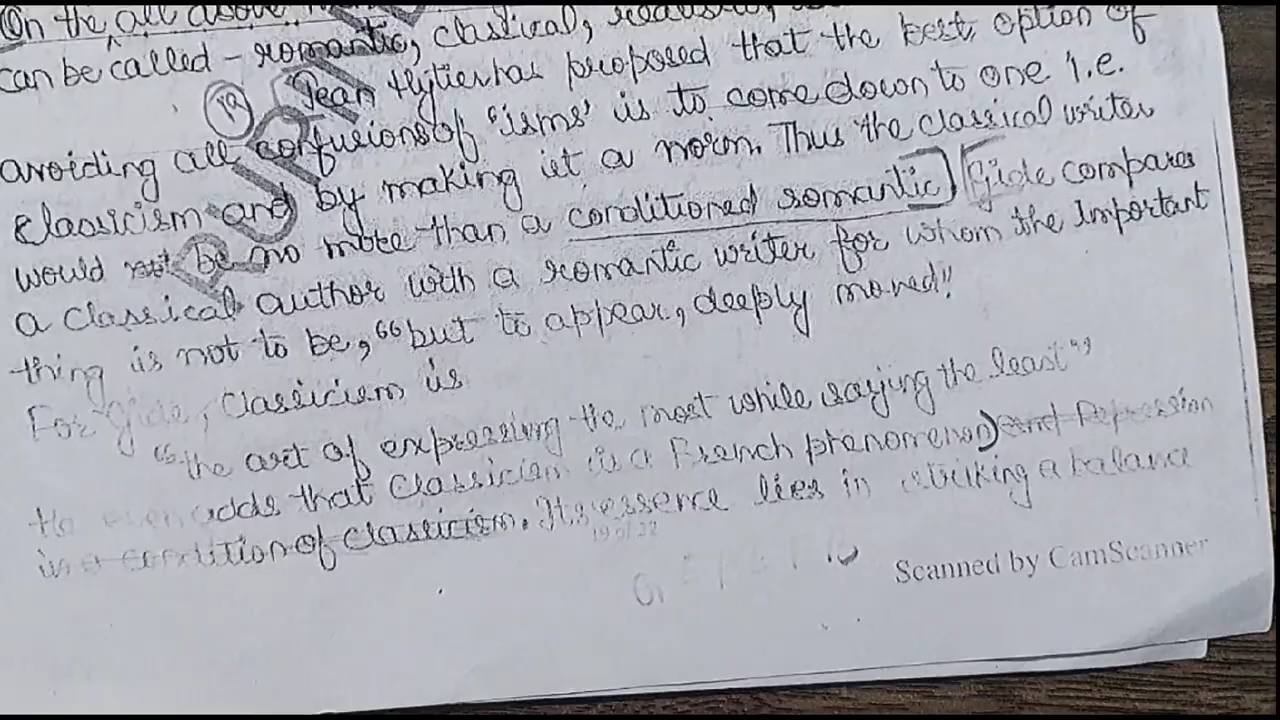 On the all above
can be called - romantic, classical,
19 Jean Hytier has proposed that the best option of
avoiding all confusions of 'isms' is to come down to one i.e.
classicism and by making it a norm. Thus the classical writer
would be no more than a conditioned romantic) [Gide compares
a classical author with a romantic writer for whom the important
thing is not to be, "but to appear, deeply moved!!
For gide, classicism is
"the art of expressing the most while saying the least"
He even adds that classicism is a French phenomenon) and Repression
is a condition of classicism. Its essence lies in striking a balance
Scanned by CamScanner